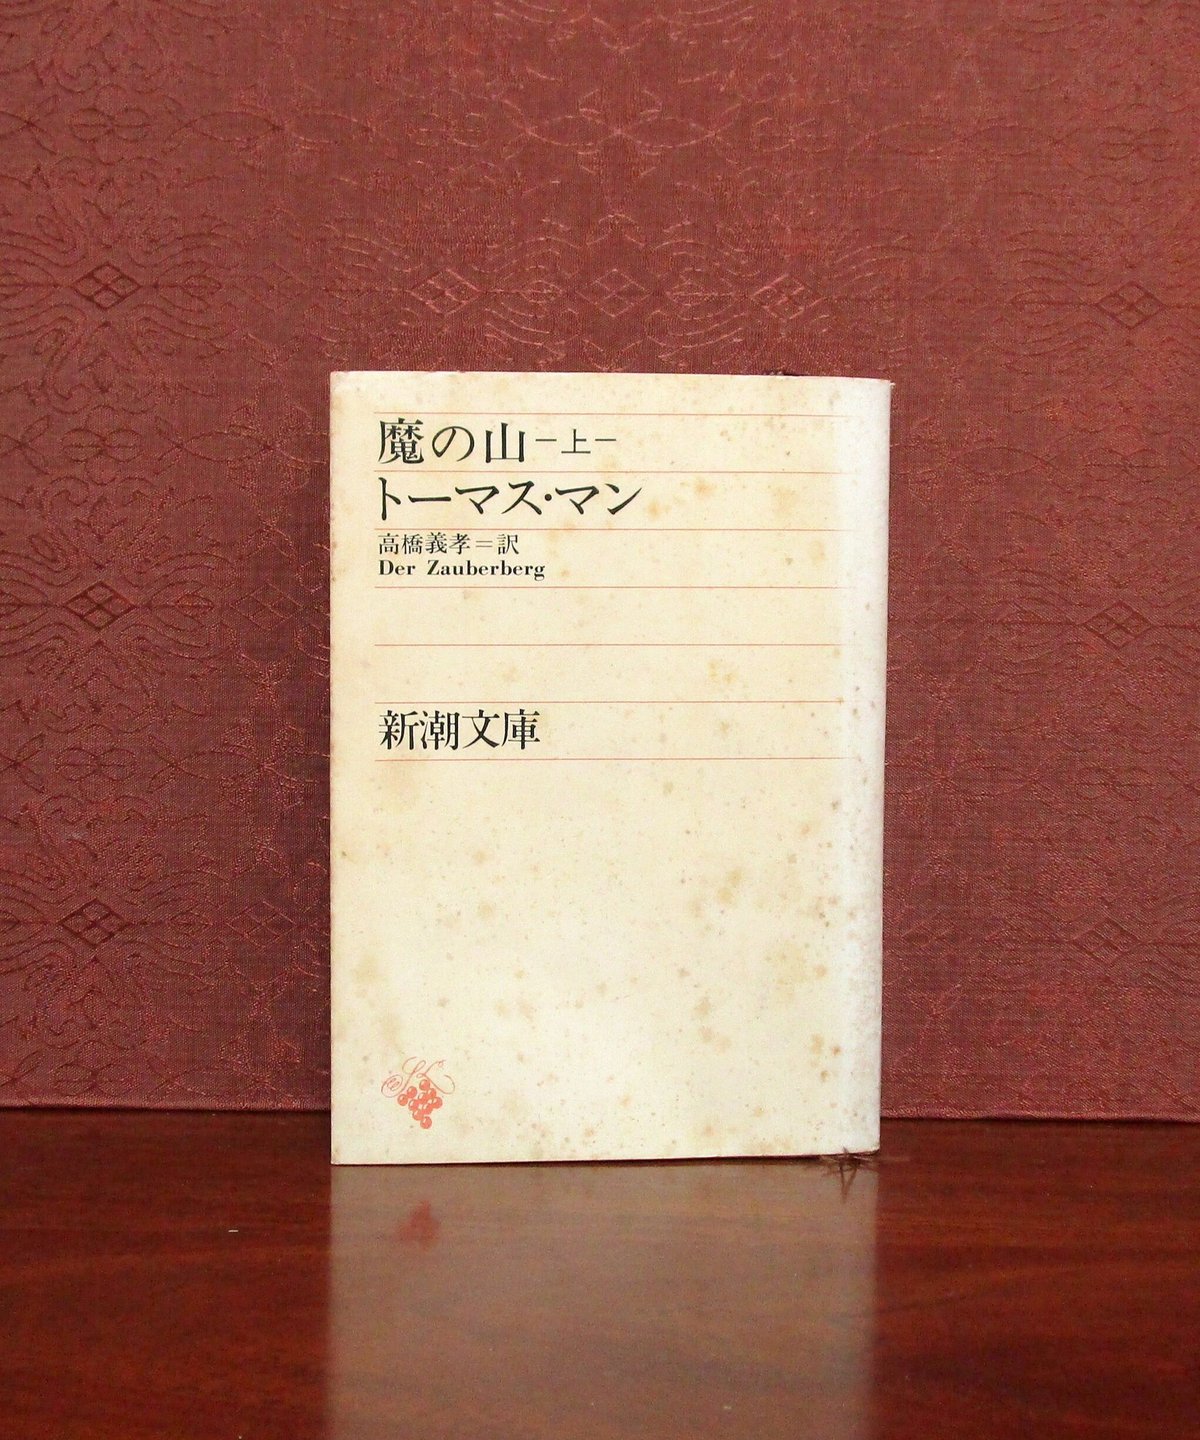 魔の山－上－
トーマス・マン
高橋義孝＝訳
Der Zauberberg
新潮文庫